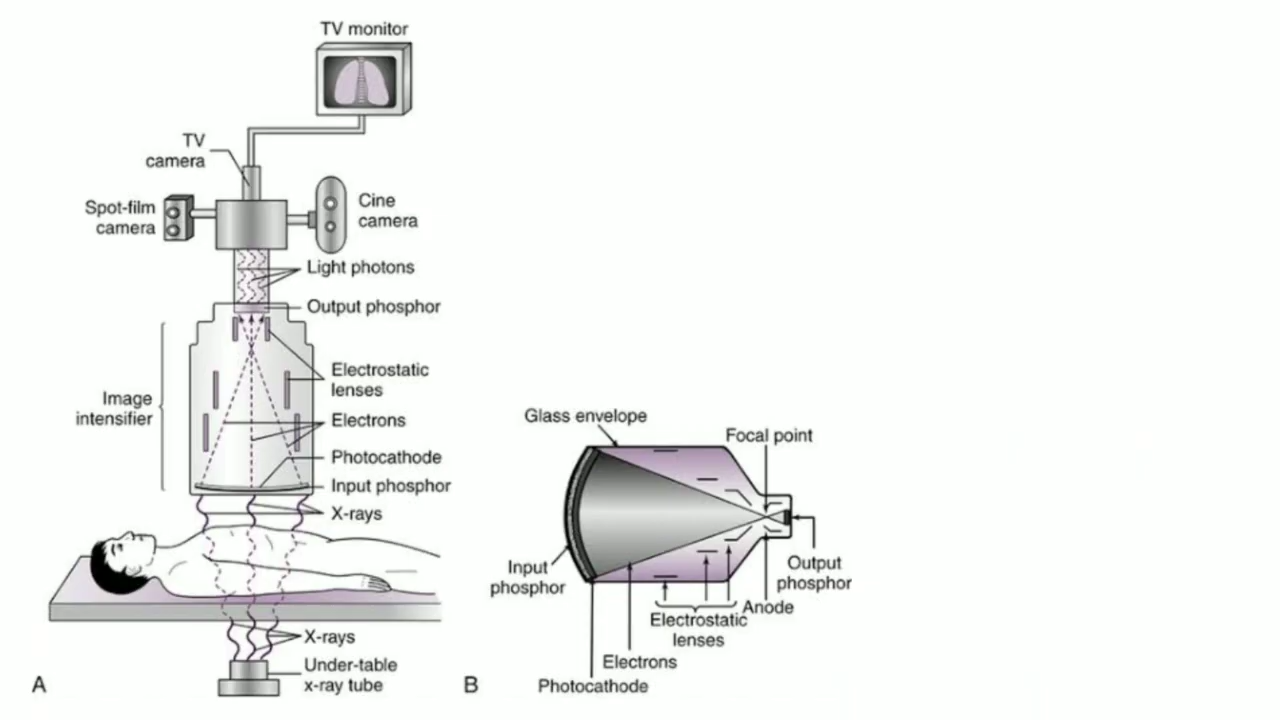 TV monitor
TV
camera
Spot-film
camera
Cine
camera
Light photons
Output phosphor
Image
intensifier
Electrostatic
lenses
Electrons
Photocathode
Input phosphor
X-rays
X-rays
Under-table
x-ray tube
A
Glass envelope
Focal point
Input
phosphor
Output
phosphor
Anode
Electrostatic
lenses
Electrons
Photocathode
B